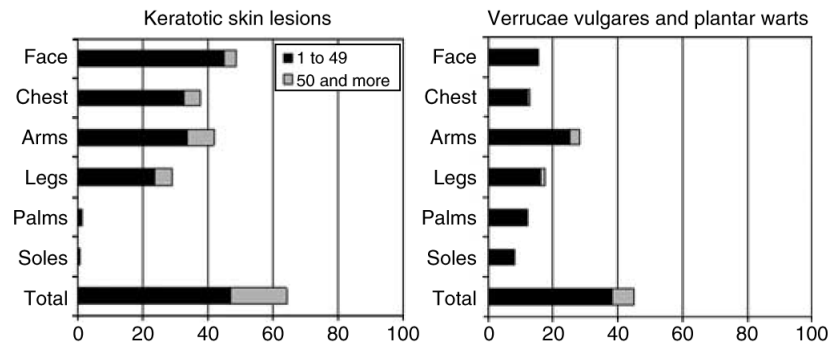 Keratotic skin lesions
Face
Chest
Arms
Legs
Palms
Soles
Total
1 to 49
50 and more
0 20 40 60 80 100
Verrucae vulgares and plantar warts
Face
Chest
Arms
Legs
Palms
Soles
Total
0 20 40 60 80 100